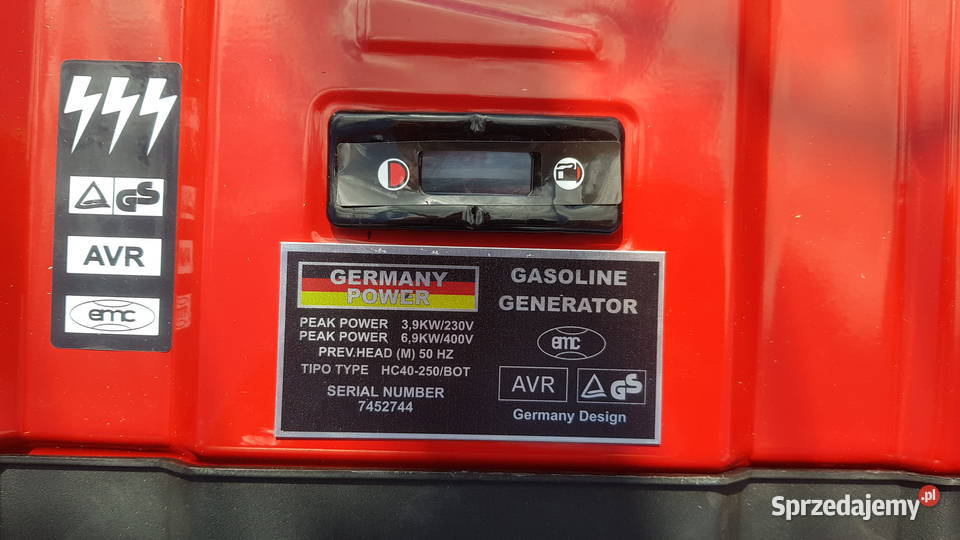 GS
AVR
emc
GERMANY
POWER
PEAK POWER 3,9KW/230V
PEAK POWER 6,9KW/400V
PREV.HEAD (M) 50 HZ
TIPO TYPE HC40-250/BOT
SERIAL NUMBER
7452744
GASOLINE
GENERATOR
emc
AVR
GS
Germany Design
Sprzedajemy.pl